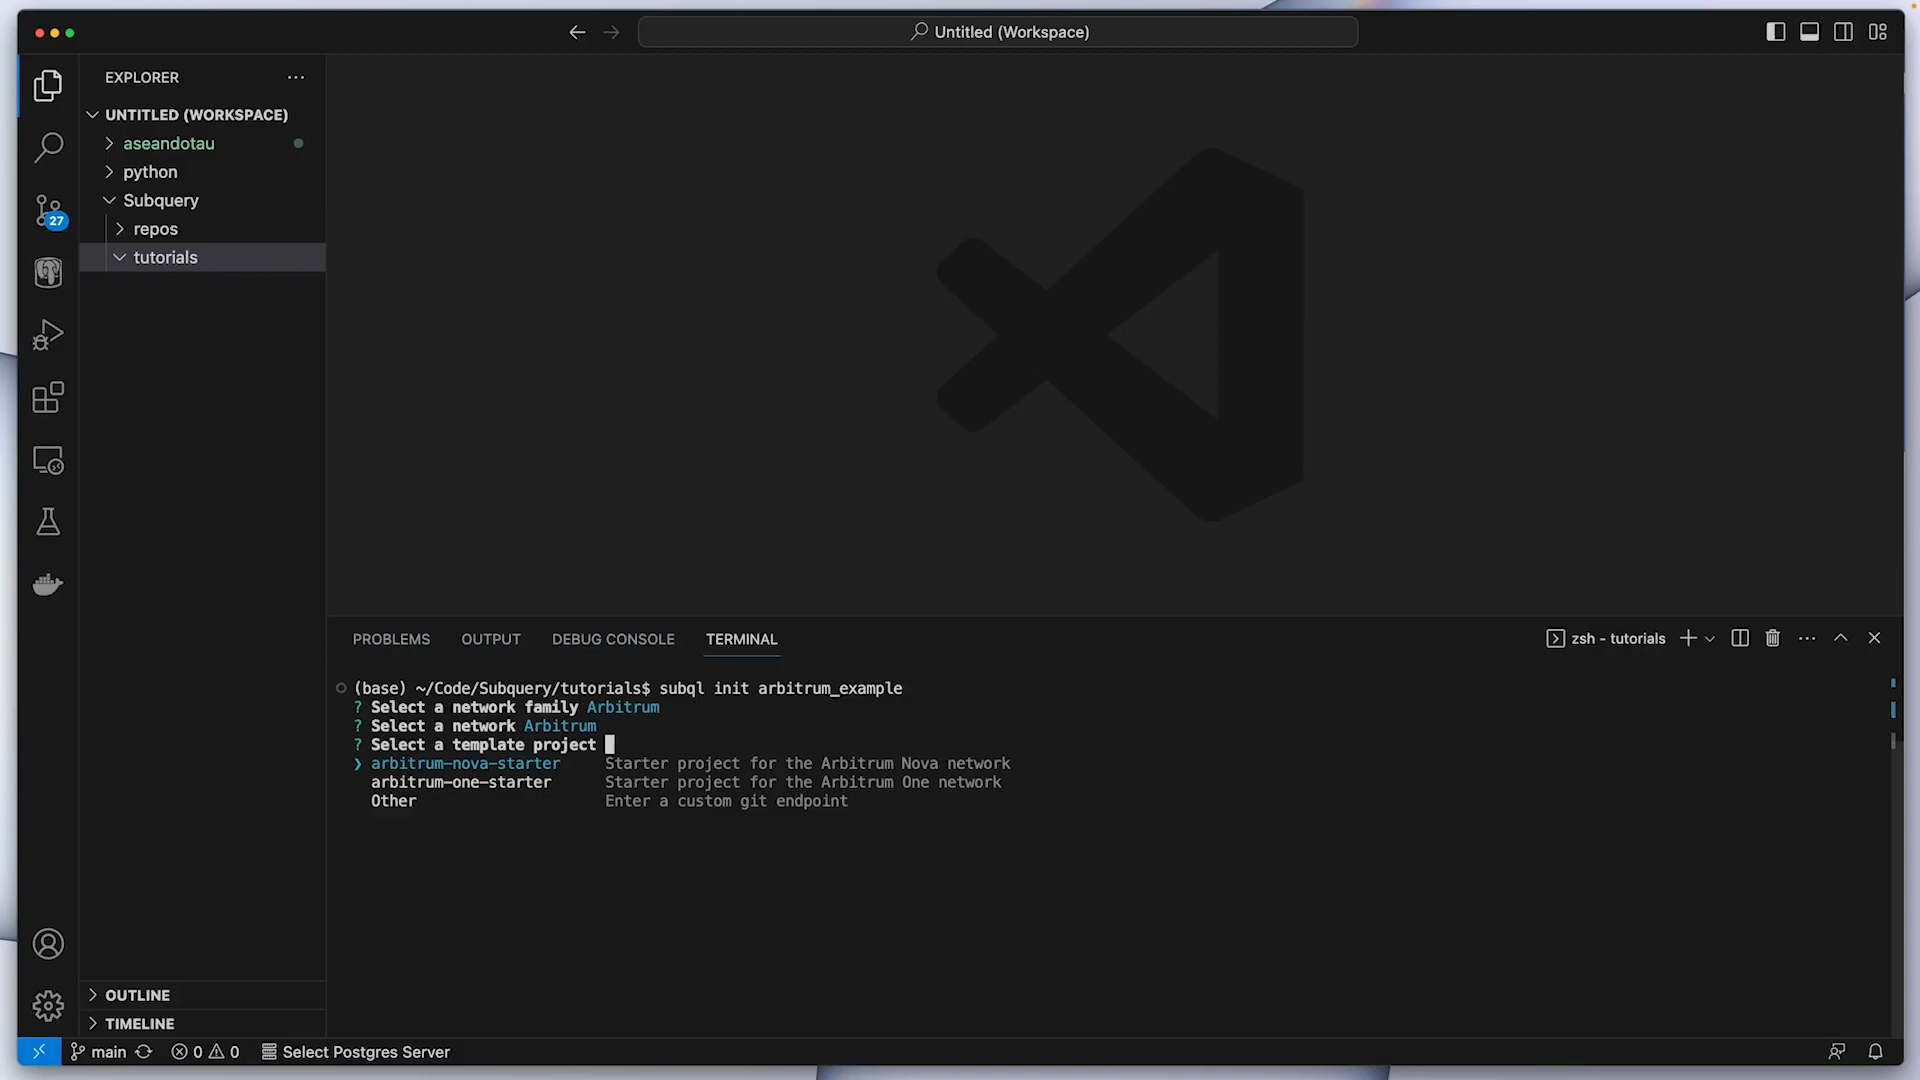 Untitled (Workspace)
EXPLORER
UNTITLED (WORKSPACE)
aseandotau
python
Subquery
repos
tutorials
27
OUTLINE
TIMELINE
PROBLEMS
OUTPUT
DEBUG CONSOLE
TERMINAL
zsh - tutorials
(base) ~/Code/Subquery/tutorials$ subql init arbitrum_example
? Select a network family Arbitrum
? Select a network Arbitrum
? Select a template project
❯ arbitrum-nova-starter Starter project for the Arbitrum Nova network
arbitrum-one-starter Starter project for the Arbitrum One network
Other Enter a custom git endpoint
main 0 0 Select Postgres Server